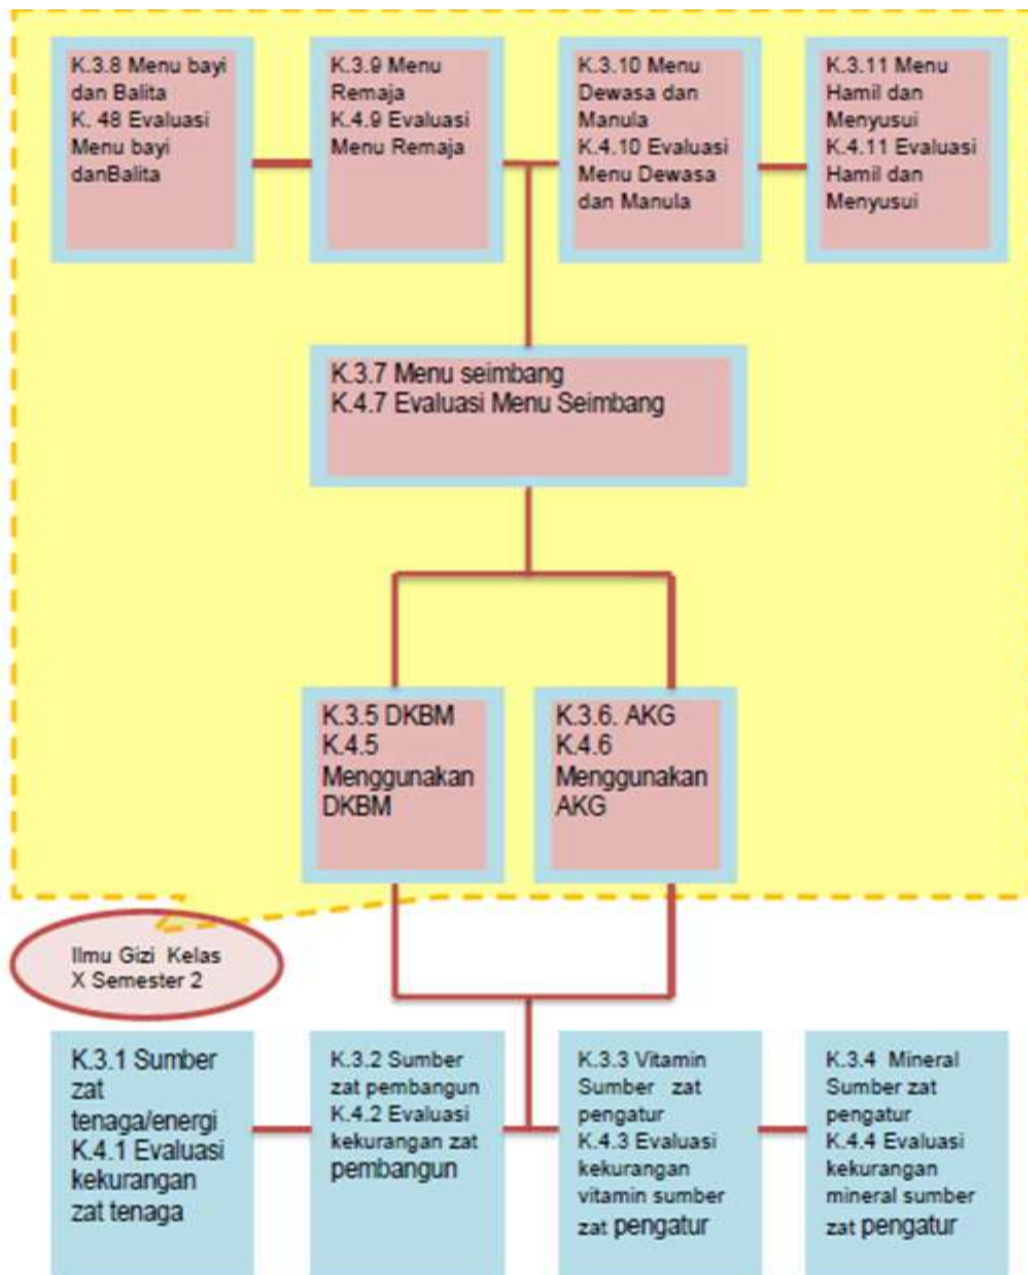 K.3.8 Menu bayi
dan Balita
K. 48 Evaluasi
Menu bayi
danBalita
K.3.9 Menu
Remaja
K.4.9 Evaluasi
Menu Remaja
K.3.10 Menu
Dewasa dan
Manula
K.4.10 Evaluasi
Menu Dewasa
dan Manula
K.3.11 Menu
Hamil dan
Menyusui
K.4.11 Evaluasi
Hamil dan
Menyusui
K.3.7 Menu seimbang
K.4.7 Evaluasi Menu Seimbang
K.3.5 DKBM
K.4.5
Menggunakan
DKBM
K.3.6. AKG
K.4.6
Menggunakan
AKG
Ilmu Gizi Kelas
X Semester 2
K.3.1 Sumber
zat
tenaga/energi
K.4.1 Evaluasi
kekurangan
zat tenaga
K.3.2 Sumber
zat pembangun
K.4.2 Evaluasi
kekurangan zat
pembangun
K.3.3 Vitamin
Sumber zat
pengatur
K.4.3 Evaluasi
kekurangan
vitamin sumber
zat pengatur
K.3.4 Mineral
Sumber zat
pengatur
K.4.4 Evaluasi
kekurangan
mineral sumber
zat pengatur